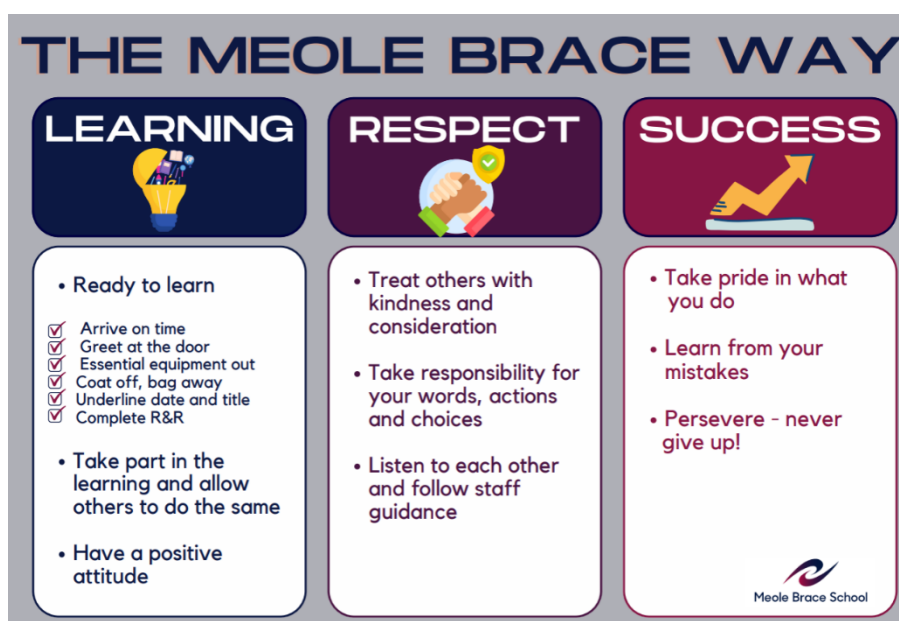 THE MEOLE BRACE WAY
LEARNING
• Ready to learn
Arrive on time
Greet at the door
Essential equipment out
Coat off, bag away
Underline date and title
Complete R&R
• Take part in the
learning and allow
others to do the same
• Have a positive
attitude
RESPECT
• Treat others with
kindness and
consideration
• Take responsibility for
your words, actions
and choices
• Listen to each other
and follow staff
guidance
SUCCESS
• Take pride in what
you do
• Learn from your
mistakes
• Persevere - never
give up!
Meole Brace School